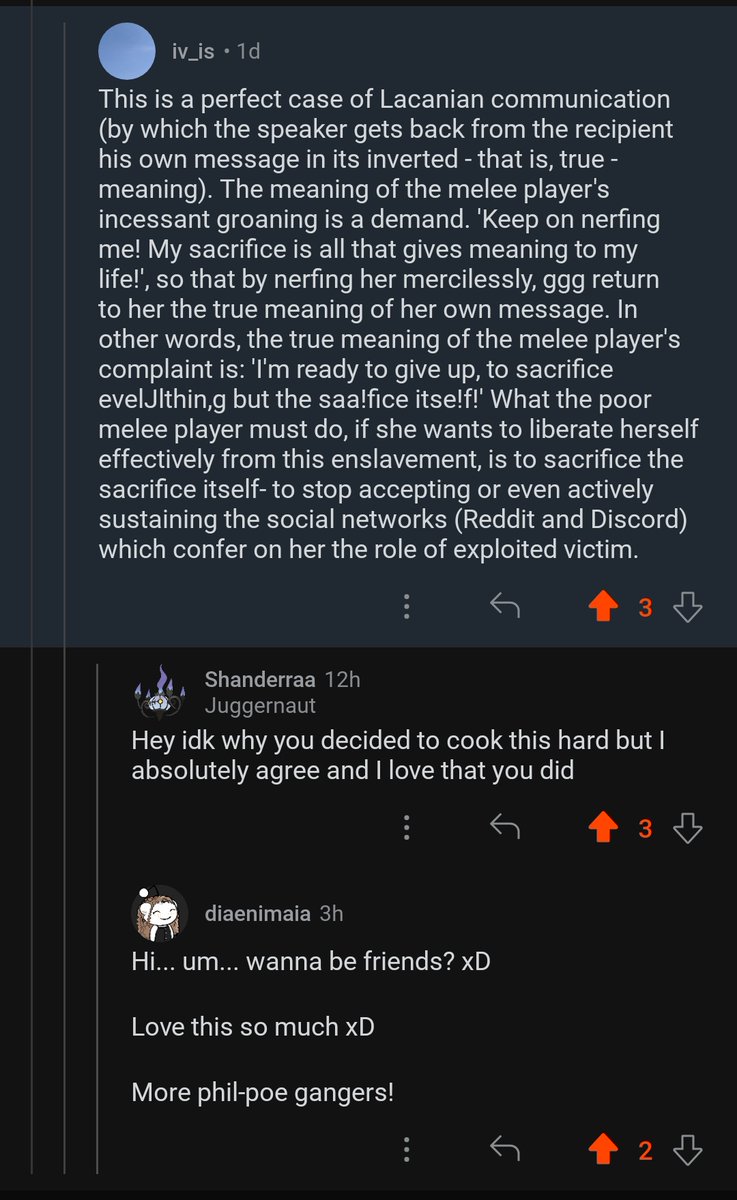 iv_is • 1d
This is a perfect case of Lacanian communication
(by which the speaker gets back from the recipient
his own message in its inverted - that is, true -
meaning). The meaning of the melee player's
incessant groaning is a demand. 'Keep on nerfing
me! My sacrifice is all that gives meaning to my
life!', so that by nerfing her mercilessly, ggg return
to her the true meaning of her own message. In
other words, the true meaning of the melee player's
complaint is: 'I'm ready to give up, to sacrifice
evelJlthin,g but the saa!fice itse!f!' What the poor
melee player must do, if she wants to liberate herself
effectively from this enslavement, is to sacrifice the
sacrifice itself- to stop accepting or even actively
sustaining the social networks (Reddit and Discord)
which confer on her the role of exploited victim.
3
Shanderraa 12h
Juggernaut
Hey idk why you decided to cook this hard but I
absolutely agree and I love that you did
3
diaenimaia 3h
Hi... um... wanna be friends? xD
Love this so much xD
More phil-poe gangers!
2